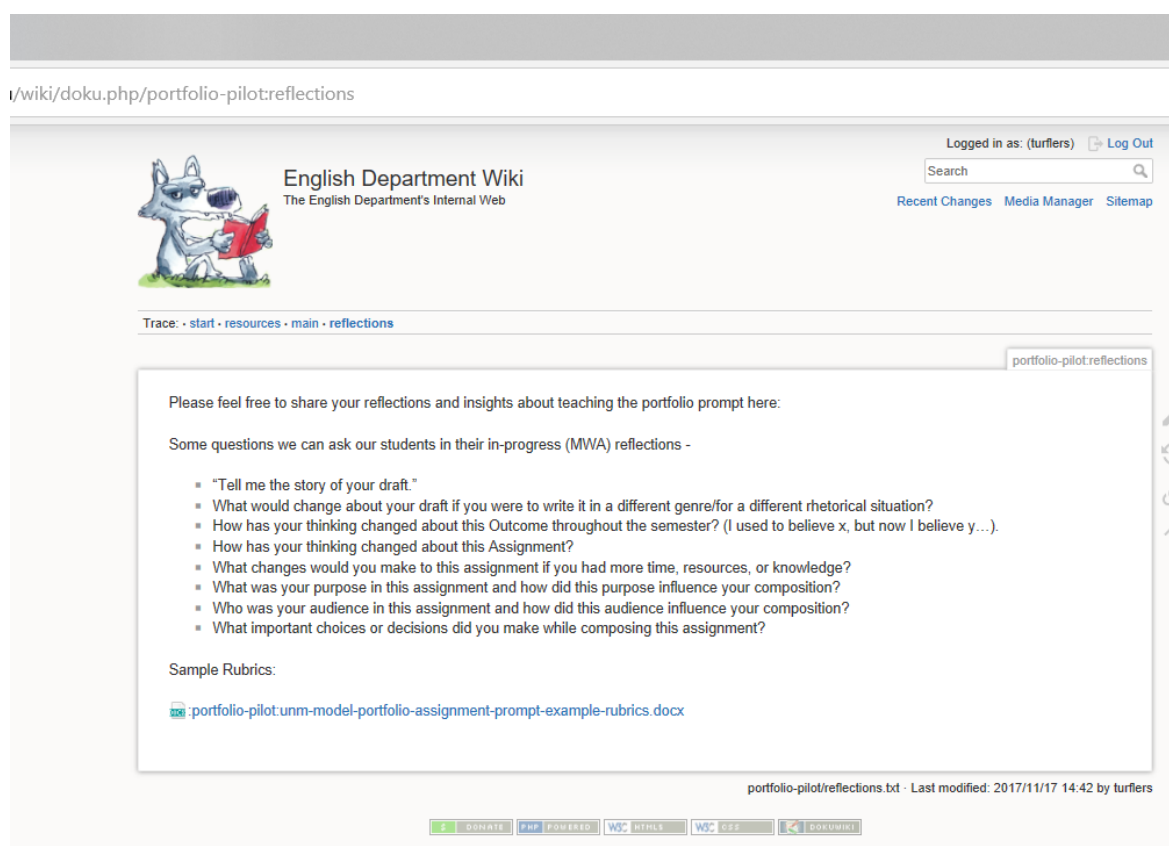 /wiki/doku.php/portfolio-pilot:reflections
Logged in as: (turflers) Log Out
English Department Wiki
The English Department's Internal Web
Search
Recent Changes Media Manager Sitemap
Trace: • start • resources • main • reflections
portfolio-pilot:reflections
Please feel free to share your reflections and insights about teaching the portfolio prompt here:
Some questions we can ask our students in their in-progress (MWA) reflections -
“Tell me the story of your draft.”
What would change about your draft if you were to write it in a different genre/for a different rhetorical situation?
How has your thinking changed about this Outcome throughout the semester? (I used to believe x, but now I believe y…).
How has your thinking changed about this Assignment?
What changes would you make to this assignment if you had more time, resources, or knowledge?
What was your purpose in this assignment and how did this purpose influence your composition?
Who was your audience in this assignment and how did this audience influence your composition?
What important choices or decisions did you make while composing this assignment?
Sample Rubrics:
:portfolio-pilot:unm-model-portfolio-assignment-prompt-example-rubrics.docx
portfolio-pilot/reflections.txt · Last modified: 2017/11/17 14:42 by turflers
$ DONATE PHP POWERED W3C HTML5 W3C CSS DOKUWIKI